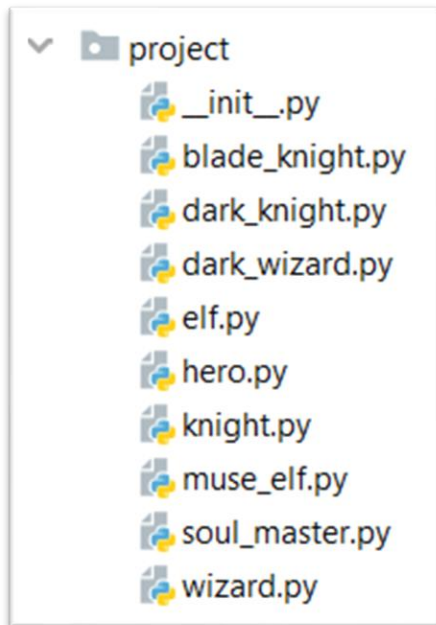 project
__init__.py
blade_knight.py
dark_knight.py
dark_wizard.py
elf.py
hero.py
knight.py
muse_elf.py
soul_master.py
wizard.py